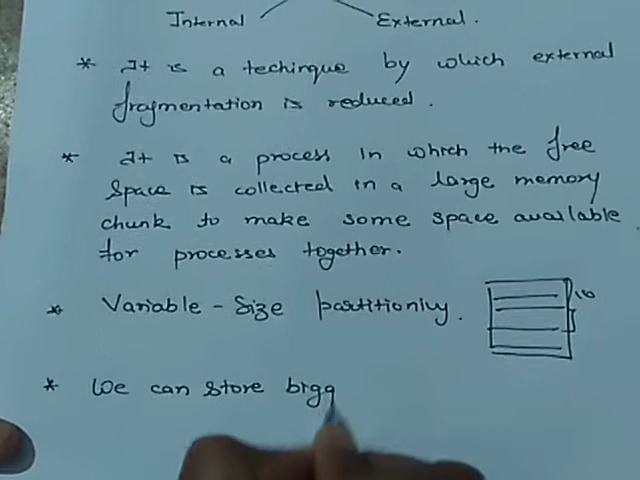 Internal External.
* It is a techinque by which external
fragmentation is reduced.
* It is a process in which the free
space is collected in a large memory
chunk to make some space available
for processes together.
* Variable - Size partitioning. 10
* We can store bigg